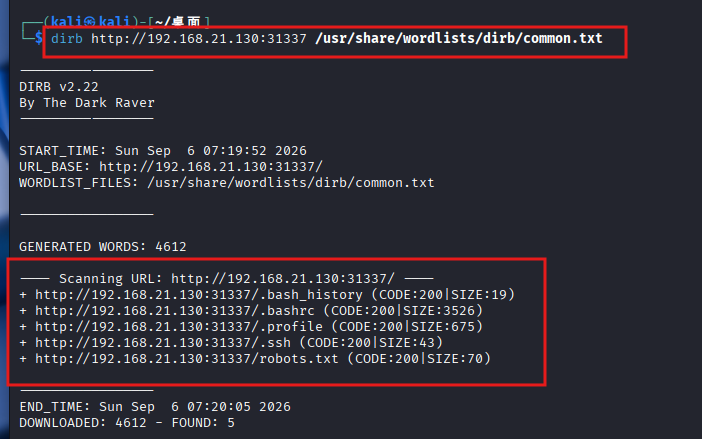 ┌──(kali㉿kali)-[~/桌面]
└─$ dirb http://192.168.21.130:31337 /usr/share/wordlists/dirb/common.txt
-----------------
DIRB v2.22
By The Dark Raver
-----------------
START_TIME: Sun Sep  6 07:19:52 2026
URL_BASE: http://192.168.21.130:31337/
WORDLIST_FILES: /usr/share/wordlists/dirb/common.txt
-----------------
GENERATED WORDS: 4612
---- Scanning URL: http://192.168.21.130:31337/ ----
+ http://192.168.21.130:31337/.bash_history (CODE:200|SIZE:19)
+ http://192.168.21.130:31337/.bashrc (CODE:200|SIZE:3526)
+ http://192.168.21.130:31337/.profile (CODE:200|SIZE:675)
+ http://192.168.21.130:31337/.ssh (CODE:200|SIZE:43)
+ http://192.168.21.130:31337/robots.txt (CODE:200|SIZE:70)
-----------------
END_TIME: Sun Sep  6 07:20:05 2026
DOWNLOADED: 4612 - FOUND: 5